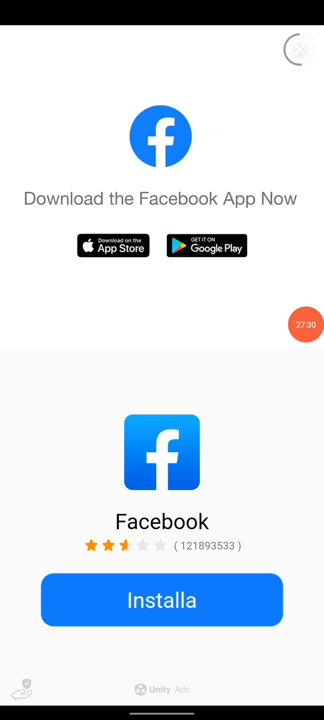 Download the Facebook App Now
Download on the
App Store
GET IT ON
Google Play
27:30
Facebook
( 121893533 )
Installa
Unity Ads